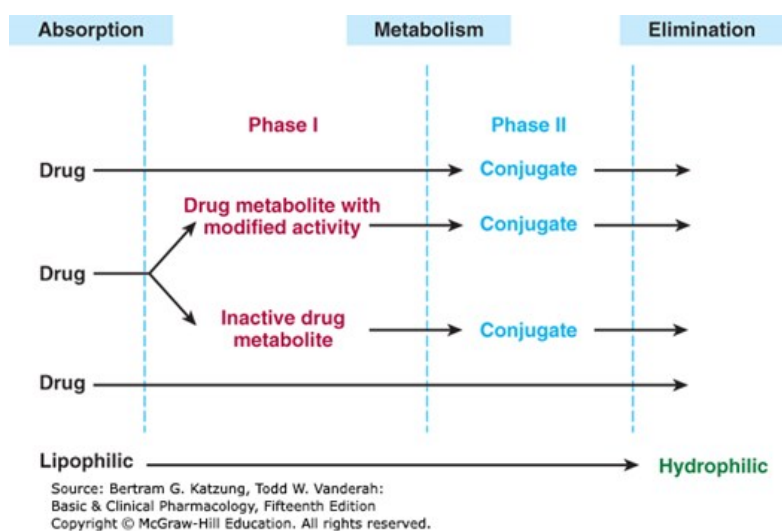 Absorption
Metabolism
Elimination
Phase I
Phase II
Drug
Conjugate
Drug metabolite with
modified activity
Conjugate
Drug
Inactive drug
metabolite
Conjugate
Drug
Lipophilic
Hydrophilic
Source: Bertram G. Katzung, Todd W. Vanderah:
Basic & Clinical Pharmacology, Fifteenth Edition
Copyright © McGraw-Hill Education. All rights reserved.